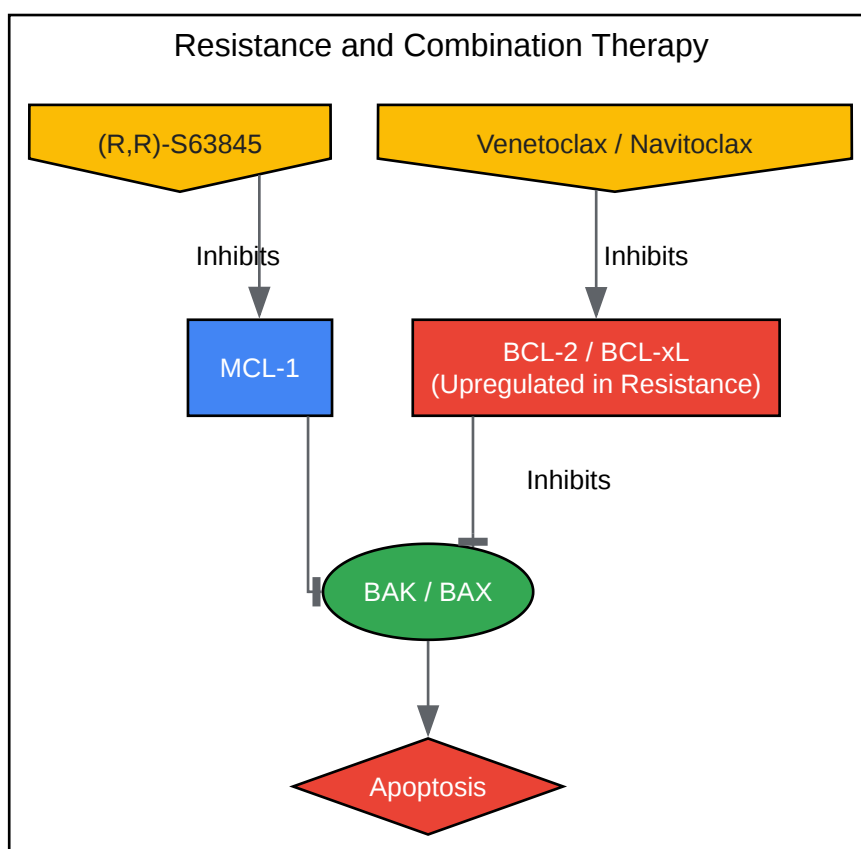 Resistance and Combination Therapy
(R,R)-S63845
Venetoclax / Navitoclax
Inhibits
Inhibits
MCL-1
BCL-2 / BCL-xL
(Upregulated in Resistance)
Inhibits
BAK / BAX
Apoptosis